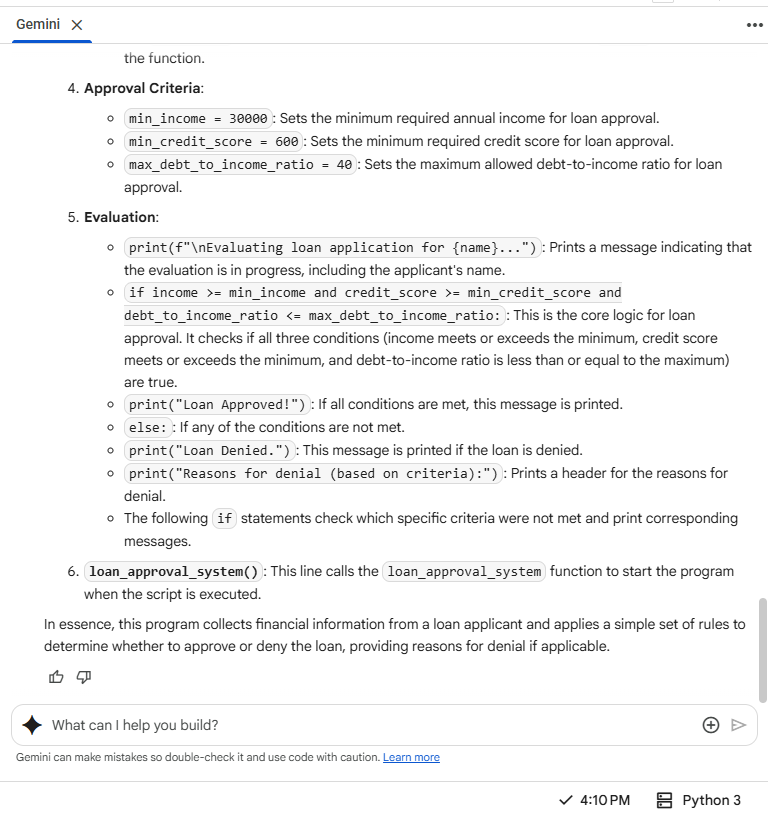 Gemini
the function.
4. Approval Criteria:
min_income = 30000: Sets the minimum required annual income for loan approval.
min_credit_score = 600: Sets the minimum required credit score for loan approval.
max_debt_to_income_ratio = 40: Sets the maximum allowed debt-to-income ratio for loan
approval.
5. Evaluation:
print(f"\nEvaluating loan application for {name}..."): Prints a message indicating that
the evaluation is in progress, including the applicant's name.
if income >= min_income and credit_score >= min_credit_score and
debt_to_income_ratio <= max_debt_to_income_ratio:: This is the core logic for loan
approval. It checks if all three conditions (income meets or exceeds the minimum, credit score
meets or exceeds the minimum, and debt-to-income ratio is less than or equal to the maximum)
are true.
print("Loan Approved!"): If all conditions are met, this message is printed.
else:: If any of the conditions are not met.
print("Loan Denied."): This message is printed if the loan is denied.
print("Reasons for denial (based on criteria):"): Prints a header for the reasons for
denial.
The following if statements check which specific criteria were not met and print corresponding
messages.
6. loan_approval_system(): This line calls the loan_approval_system function to start the program
when the script is executed.
In essence, this program collects financial information from a loan applicant and applies a simple set of rules to
determine whether to approve or deny the loan, providing reasons for denial if applicable.
What can I help you build?
Gemini can make mistakes so double-check it and use code with caution. Learn more
4:10 PM Python 3